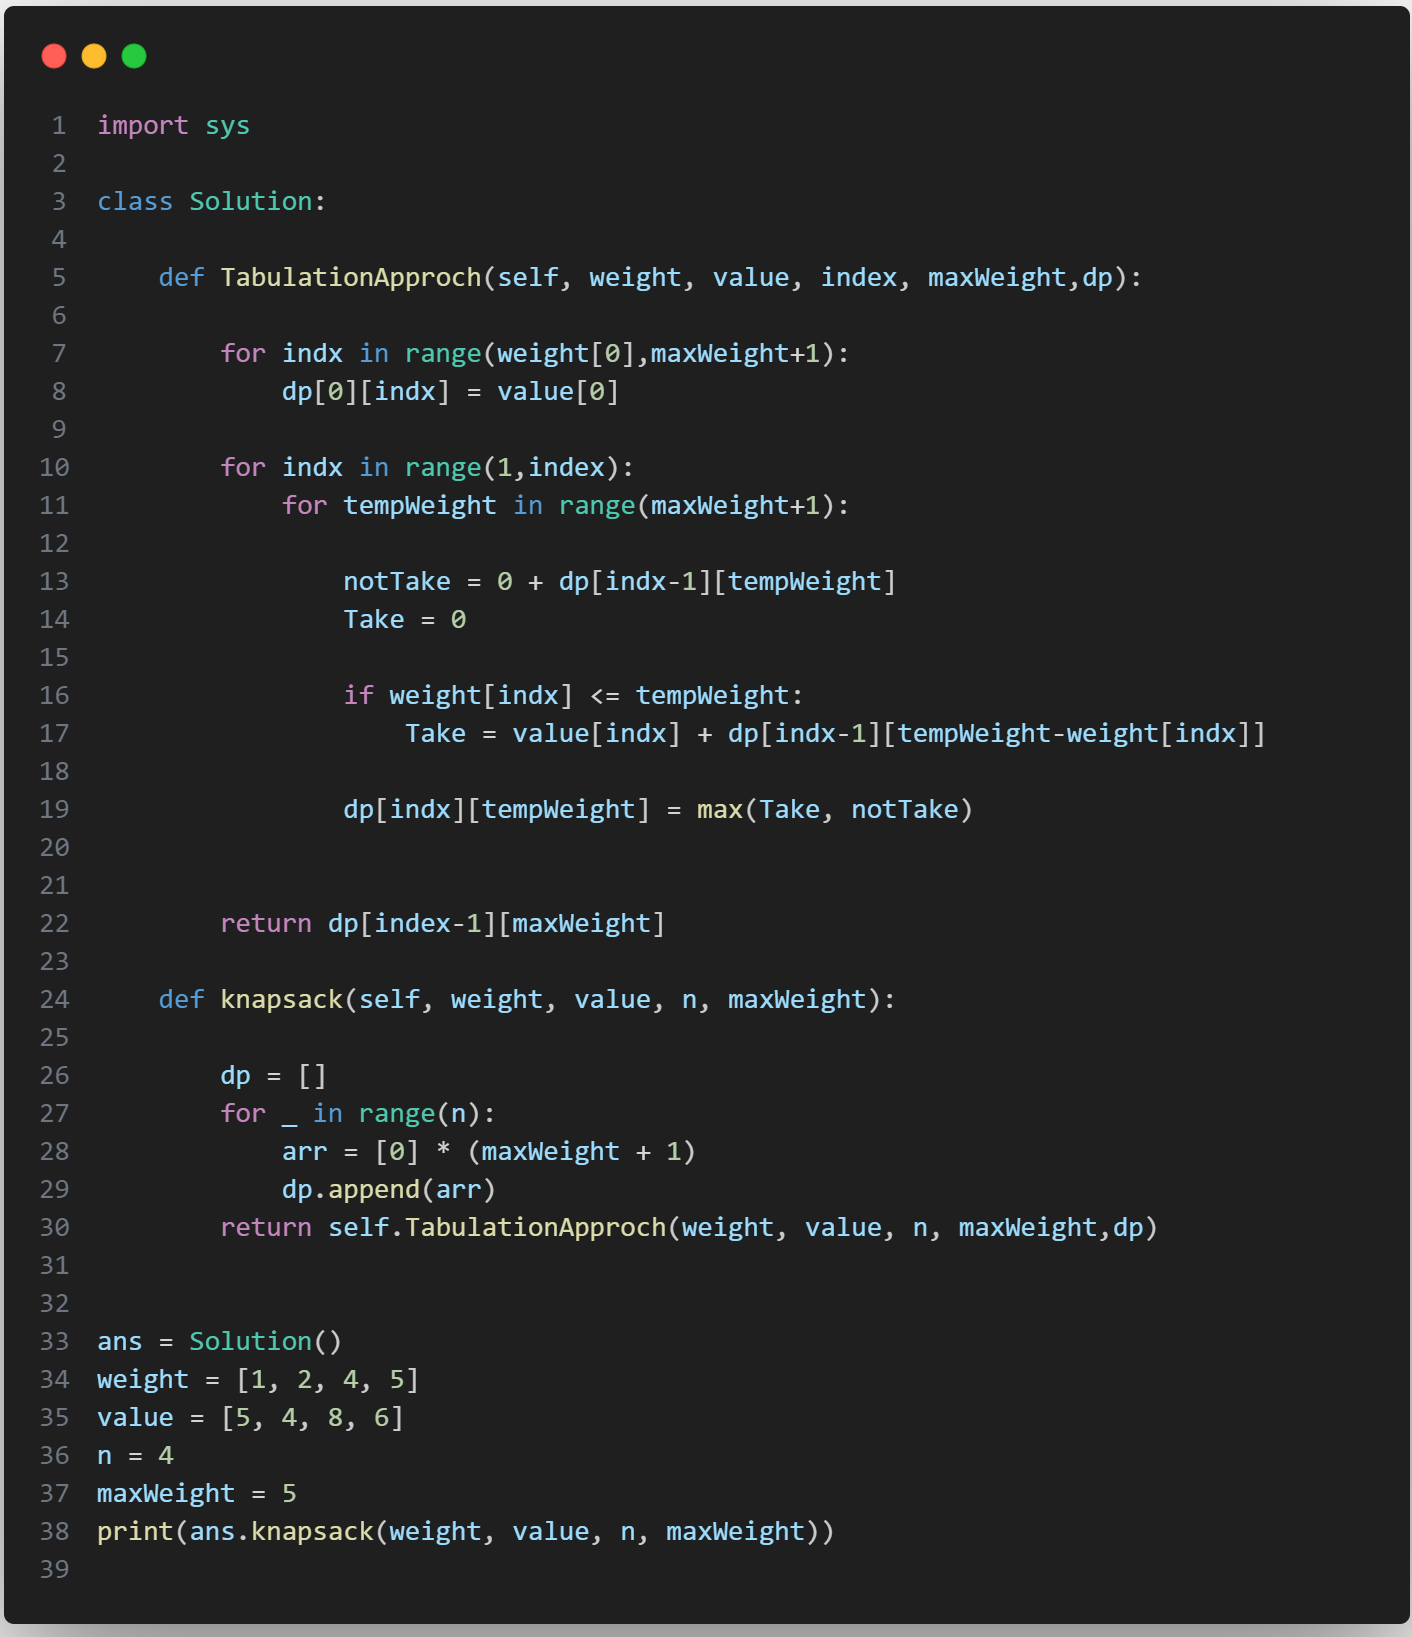 1 import sys
2
3 class Solution:
4
5     def TabulationApproch(self, weight, value, index, maxWeight,dp):
6
7         for indx in range(weight[0],maxWeight+1):
8             dp[0][indx] = value[0]
9
10         for indx in range(1,index):
11             for tempWeight in range(maxWeight+1):
12
13                 notTake = 0 + dp[indx-1][tempWeight]
14                 Take = 0
15
16                 if weight[indx] <= tempWeight:
17                     Take = value[indx] + dp[indx-1][tempWeight-weight[indx]]
18
19                 dp[indx][tempWeight] = max(Take, notTake)
20
21
22         return dp[index-1][maxWeight]
23
24     def knapsack(self, weight, value, n, maxWeight):
25
26         dp = []
27         for _ in range(n):
28             arr = [0] * (maxWeight + 1)
29             dp.append(arr)
30         return self.TabulationApproch(weight, value, n, maxWeight,dp)
31
32
33 ans = Solution()
34 weight = [1, 2, 4, 5]
35 value = [5, 4, 8, 6]
36 n = 4
37 maxWeight = 5
38 print(ans.knapsack(weight, value, n, maxWeight))
39